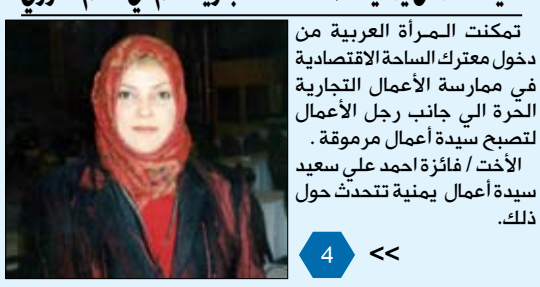 تمكنت المرأة العربية من
دخول معترك الساحة الاقتصادية
في ممارسة الأعمال التجارية
الحرة الي جانب رجل الأعمال
لتصبح سيدة أعمال مرموقة .
الأخت / فائزة احمد علي سعيد
سيدة أعمال يمنية تتحدث حول
ذلك.
>> 4